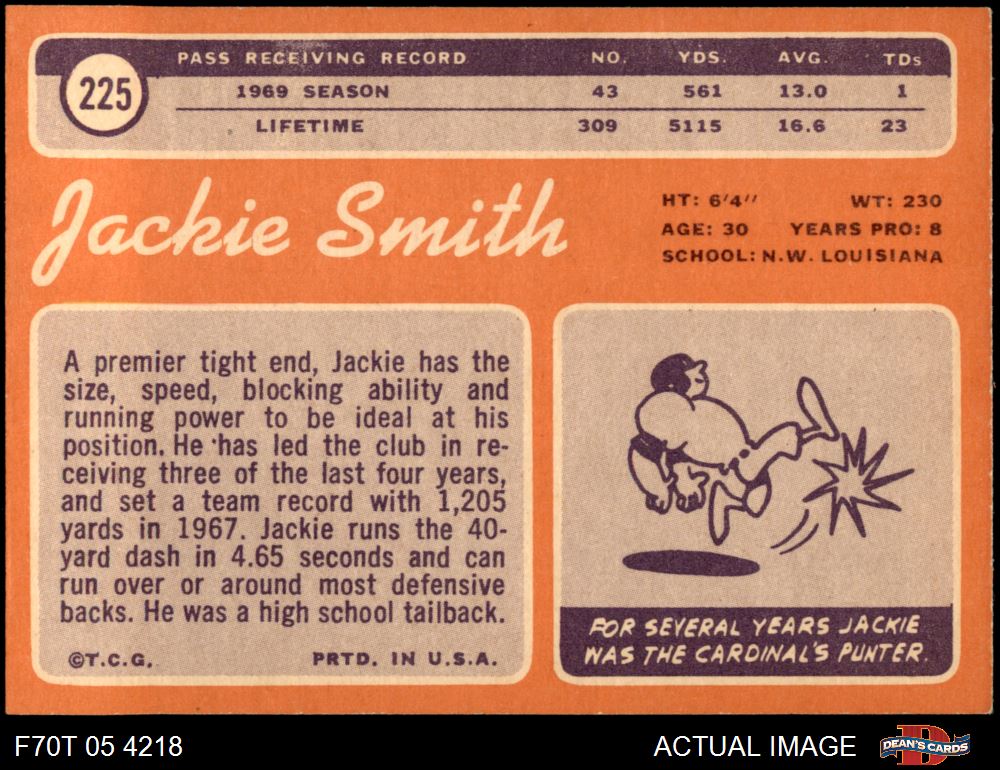 225
PASS RECEIVING RECORD NO. YDS. AVG. TDs
1969 SEASON 43 561 13.0 1
LIFETIME 309 5115 16.6 23
Jackie Smith
HT: 6'4" WT: 230
AGE: 30 YEARS PRO: 8
SCHOOL: N.W. LOUISIANA
A premier tight end, Jackie has the
size, speed, blocking ability and
running power to be ideal at his
position. He has led the club in re-
ceiving three of the last four years,
and set a team record with 1,205
yards in 1967. Jackie runs the 40-
yard dash in 4.65 seconds and can
run over or around most defensive
backs. He was a high school tailback.
©T.C.G. PRTD. IN U.S.A.
FOR SEVERAL YEARS JACKIE
WAS THE CARDINAL'S PUNTER.
F70T 05 4218 ACTUAL IMAGE D DEAN'S CARDS